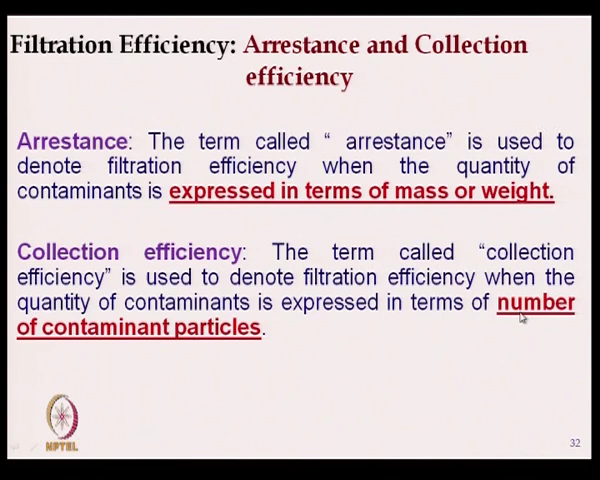 Filtration Efficiency: Arrestance and Collection
efficiency
Arrestance: The term called “ arrestance” is used to
denote filtration efficiency when the quantity of
contaminants is expressed in terms of mass or weight.
Collection efficiency: The term called “collection
efficiency” is used to denote filtration efficiency when the
quantity of contaminants is expressed in terms of number
of contaminant particles.
NPTEL
32